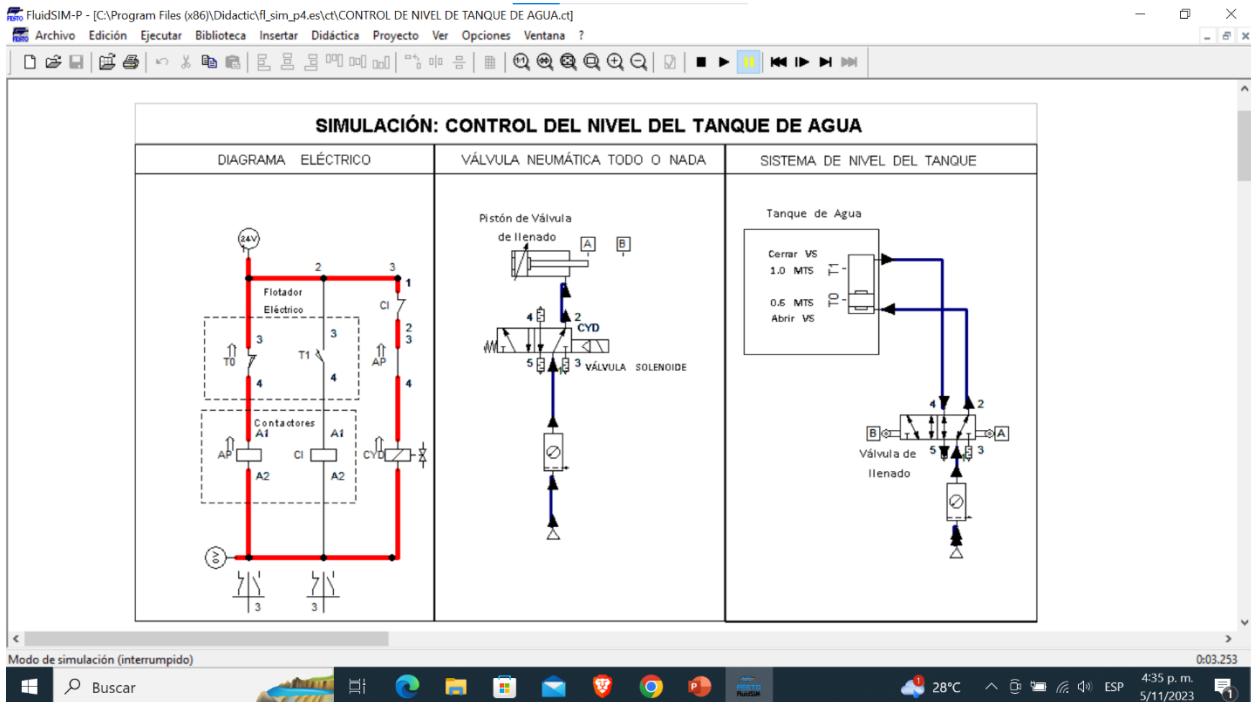 FluidSIM-P - [C:\Program Files (x86)\Didactic\fl_sim_p4.es\ct\CONTROL DE NIVEL DE TANQUE DE AGUA.ct]
Archivo Edición Ejecutar Biblioteca Insertar Didáctica Proyecto Ver Opciones Ventana ?
SIMULACIÓN: CONTROL DEL NIVEL DEL TANQUE DE AGUA
DIAGRAMA ELÉCTRICO
24V
1
2
3
Flotador
Eléctrico
T0
3
4
T1
3
4
CI
1
2
AP
3
4
Contactores
AP
A1
A2
CI
A1
A2
CYD
0V
3
3
VÁLVULA NEUMÁTICA TODO O NADA
Pistón de Válvula
de llenado
A
B
4
2
CYD
5
1
3
VÁLVULA SOLENOIDE
SISTEMA DE NIVEL DEL TANQUE
Tanque de Agua
Cerrar VS
1.0 MTS
T1
0.6 MTS
T0
Abrir VS
4
2
B
A
Válvula de
llenado
5
1
3
Modo de simulación (interrumpido)
0:03.253
Buscar
28°C
ESP
4:35 p. m.
5/11/2023
1